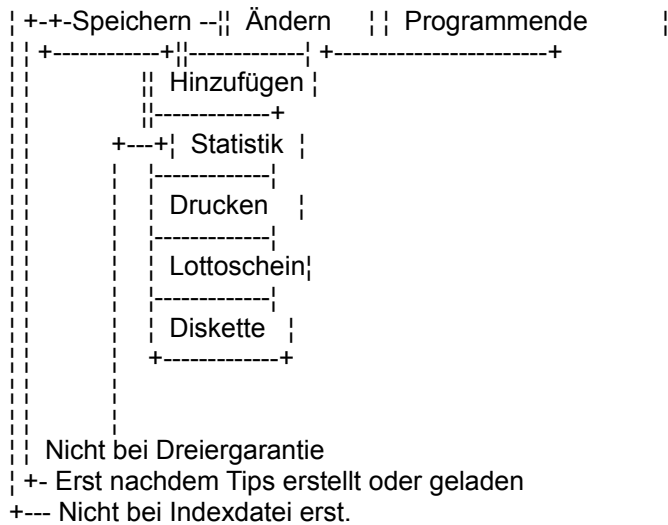 ¦ +-+-Speichern --¦¦ Ändern ¦ ¦ Programmende ¦
¦ ¦ +------------+¦¦-------------¦ +-------------------------+
¦ ¦ ¦¦ Hinzufügen ¦
¦ ¦ ¦¦-------------+
¦ ¦ +---+¦ Statistik ¦
¦ ¦ ¦ ¦-------------¦
¦ ¦ ¦ ¦ Drucken ¦
¦ ¦ ¦ ¦-------------¦
¦ ¦ ¦ ¦ Lottoschein¦
¦ ¦ ¦ ¦-------------¦
¦ ¦ ¦ ¦ Diskette ¦
¦ ¦ ¦ +-------------+
¦ ¦ ¦
¦ ¦ ¦
¦ ¦ Nicht bei Dreiergarantie
¦ +- Erst nachdem Tips erstellt oder geladen
+--- Nicht bei Indexdatei erst.